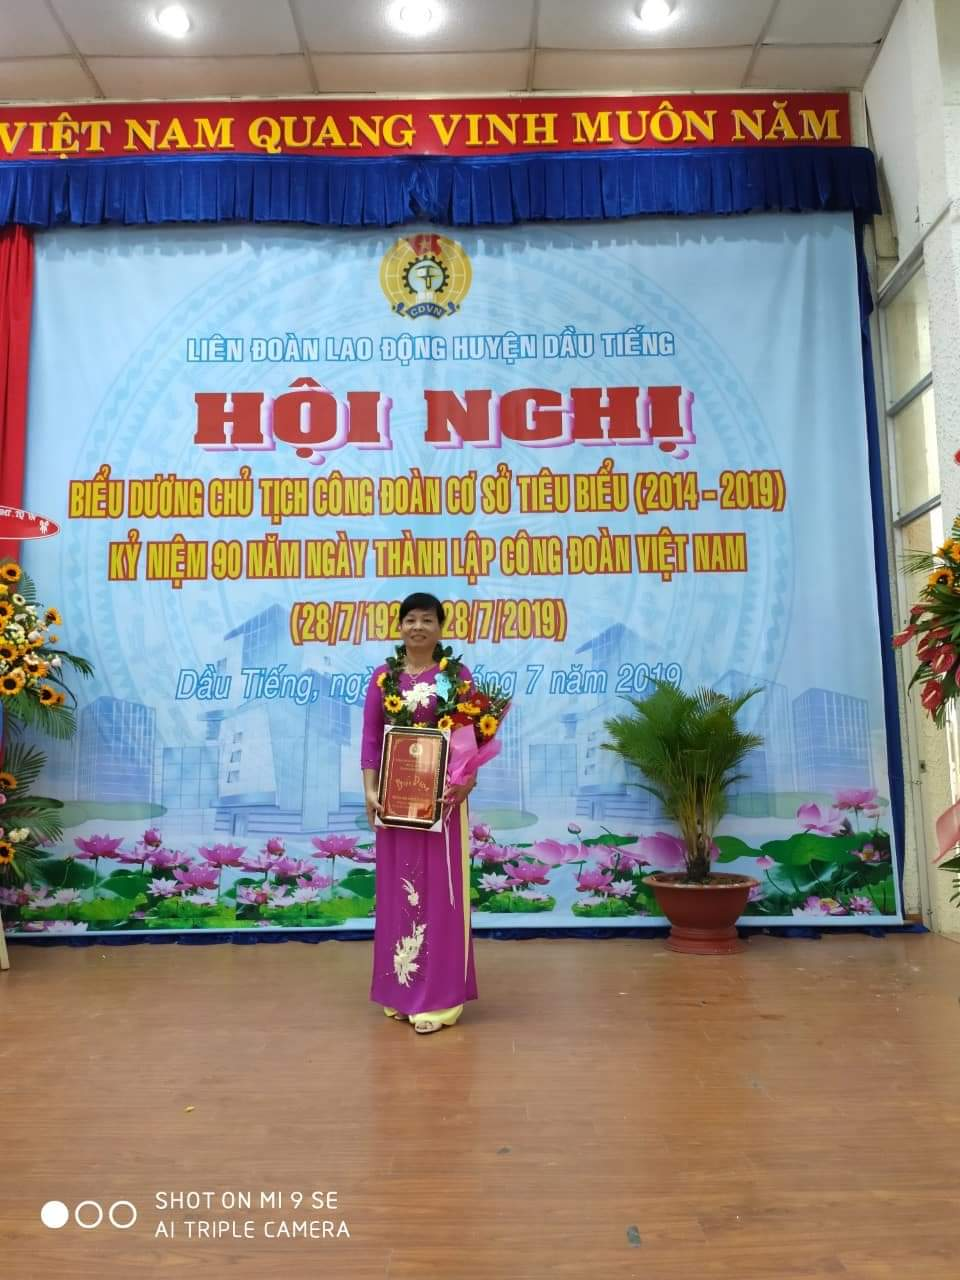 VIỆT NAM QUANG VINH MUÔN NĂM
CĐVN
LIÊN ĐOÀN LAO ĐỘNG HUYỆN DẦU TIẾNG
HỘI NGHỊ
BIỂU DƯƠNG CHỦ TỊCH CÔNG ĐOÀN CƠ SỞ TIÊU BIỂU (2014 - 2019)
KỶ NIỆM 90 NĂM NGÀY THÀNH LẬP CÔNG ĐOÀN VIỆT NAM
(28/7/192 28/7/2019)
Dầu Tiếng, ngà áng 7 năm 2019
SHOT ON MI 9 SE
AI TRIPLE CAMERA